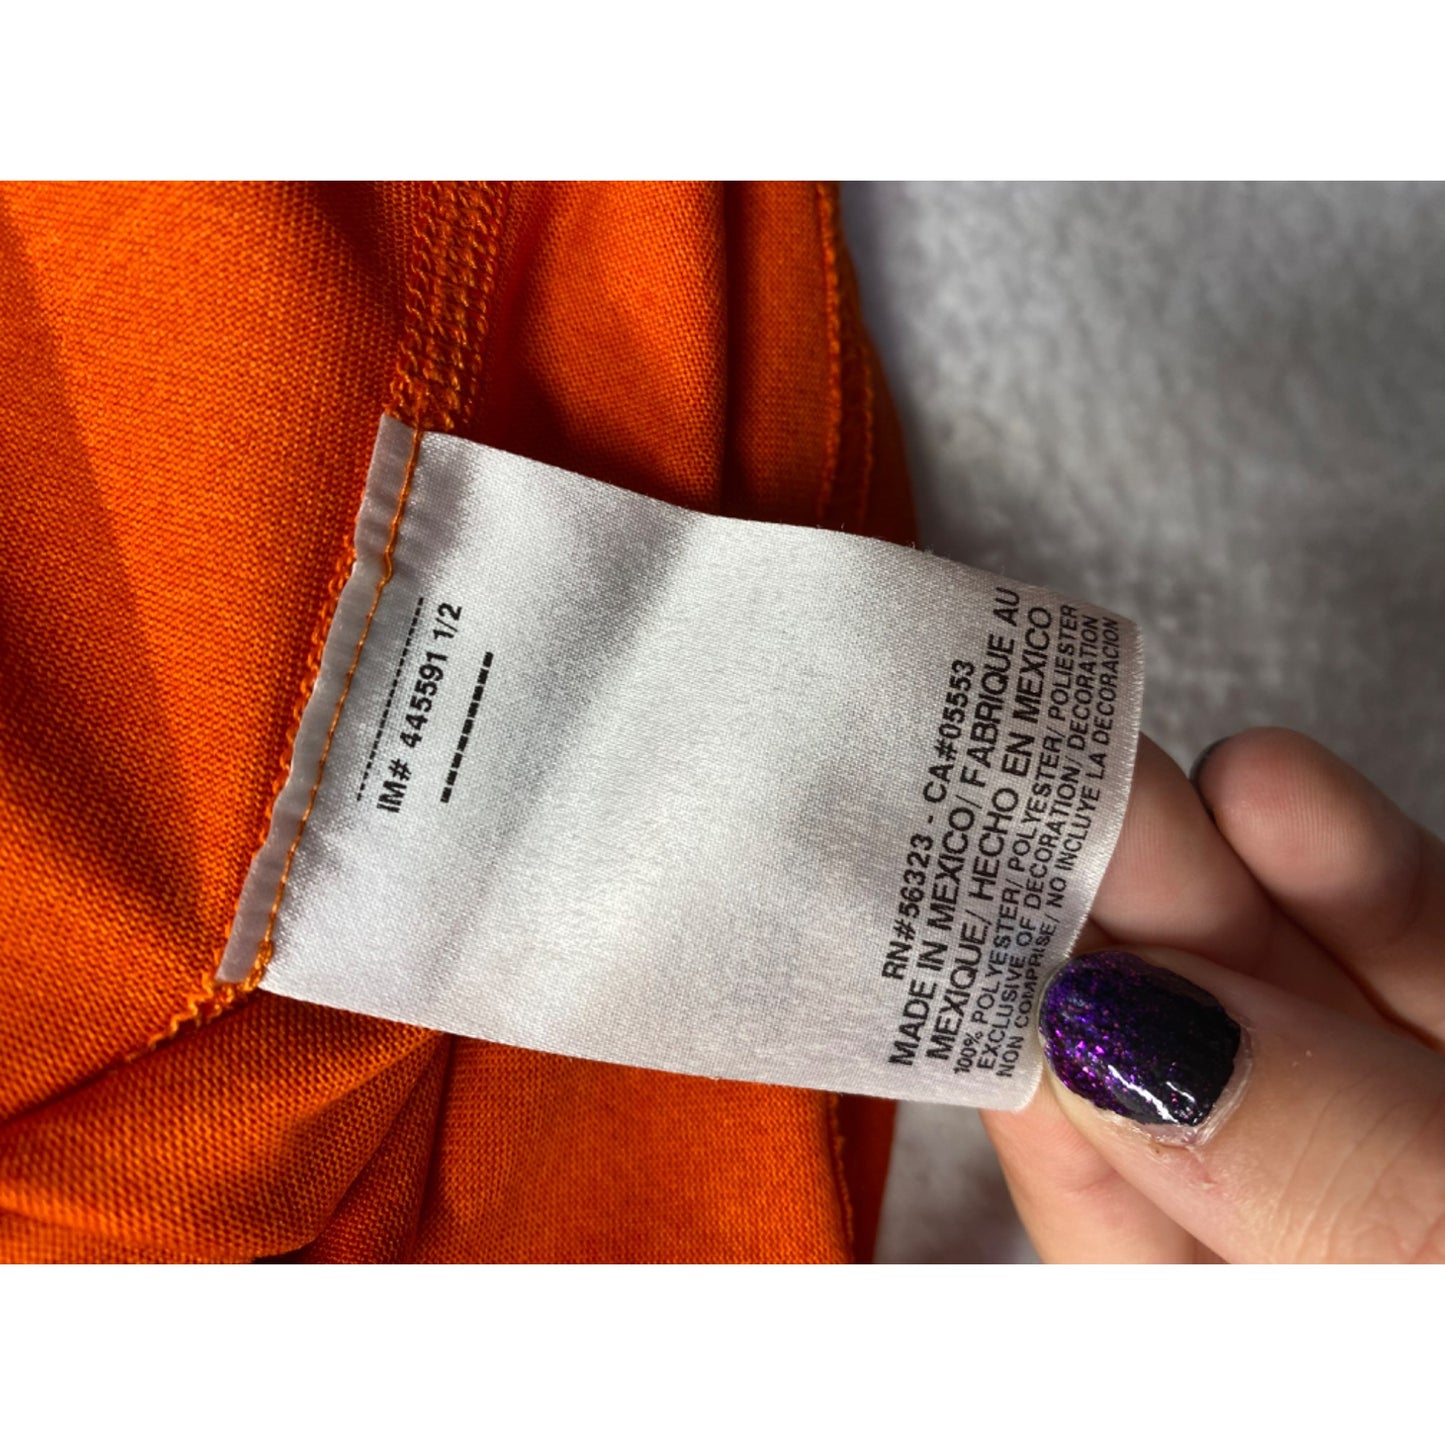 IM# 445591 1/2
RN#56323 - CA#05553
MADE IN MEXICO/ FABRIQUE AU
MEXIQUE/ HECHO EN MEXICO
100% POLYESTER/ POLYESTER/ POLIESTER
EXCLUSIVE OF DECORATION/ DECORATION
NON COMPRISE/ NO INCLUYE LA DECORACION